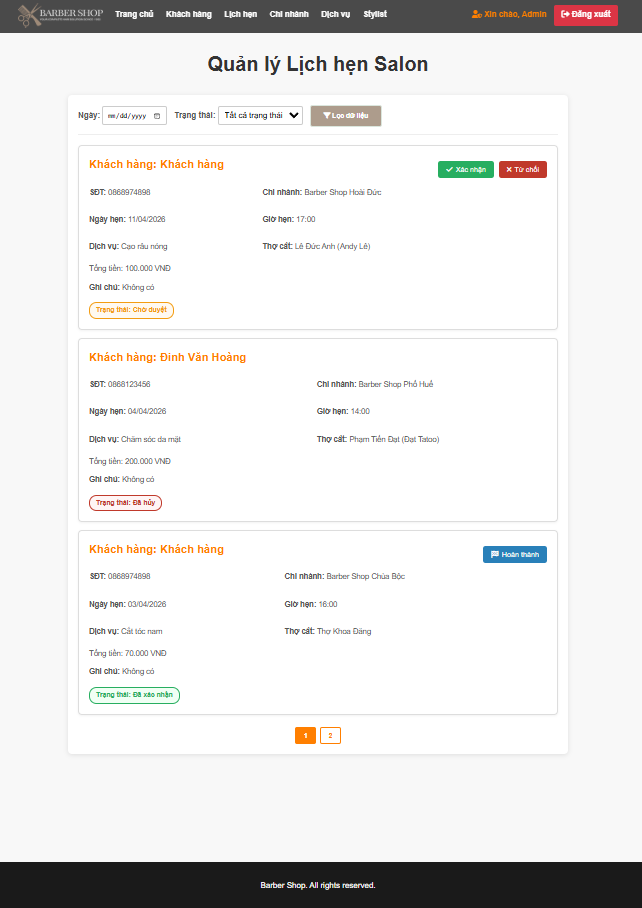 BARBER SHOP Trang chủ Khách hàng Lịch hẹn Chi nhánh Dịch vụ Stylist Xin chào, Admin Đăng xuất
Quản lý Lịch hẹn Salon
Ngày: mm/dd/yyyy Trạng thái: Tất cả trạng thái Lọc dữ liệu
Khách hàng: Khách hàng Xác nhận Từ chối
SĐT: 0868974898 Chi nhánh: Barber Shop Hoài Đức
Ngày hẹn: 11/04/2026 Giờ hẹn: 17:00
Dịch vụ: Cạo râu nóng Thợ cắt: Lê Đức Anh (Andy Lê)
Tổng tiền: 100.000 VNĐ
Ghi chú: Không có
Trạng thái: Chờ duyệt
Khách hàng: Đinh Văn Hoàng
SĐT: 0868123456 Chi nhánh: Barber Shop Phố Huế
Ngày hẹn: 04/04/2026 Giờ hẹn: 14:00
Dịch vụ: Chăm sóc da mặt Thợ cắt: Phạm Tiến Đạt (Đạt Tatoo)
Tổng tiền: 200.000 VNĐ
Ghi chú: Không có
Trạng thái: Đã hủy
Khách hàng: Khách hàng Hoàn thành
SĐT: 0868974898 Chi nhánh: Barber Shop Chùa Bộc
Ngày hẹn: 03/04/2026 Giờ hẹn: 16:00
Dịch vụ: Cắt tóc nam Thợ cắt: Thợ Khoa Đăng
Tổng tiền: 70.000 VNĐ
Ghi chú: Không có
Trạng thái: Đã xác nhận
1 2
Barber Shop. All rights reserved.